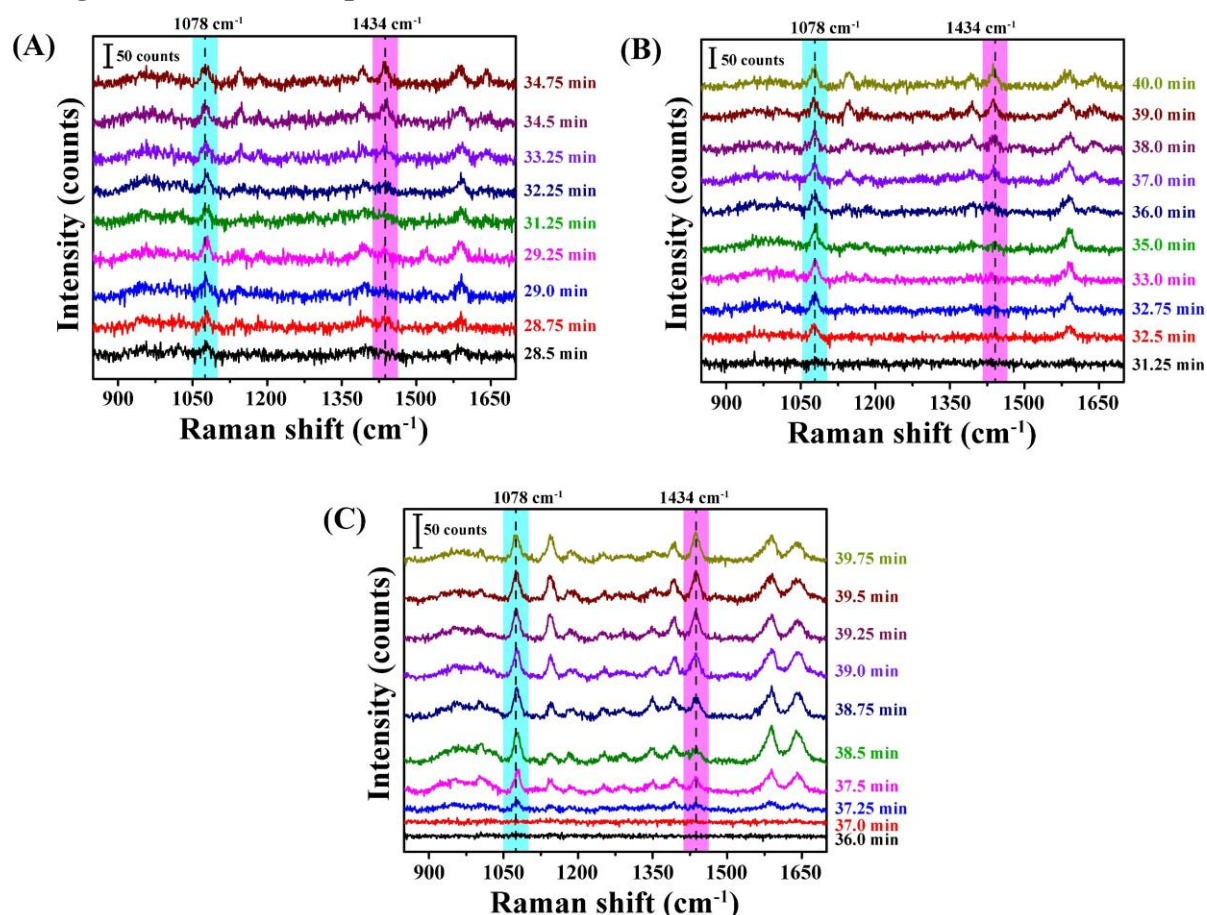 (A)
1078 cm⁻¹ 1434 cm⁻¹
50 counts
34.75 min
34.5 min
33.25 min
32.25 min
31.25 min
29.25 min
29.0 min
28.75 min
28.5 min
Intensity (counts)
900 1050 1200 1350 1500 1650
Raman shift (cm⁻¹)
(B)
1078 cm⁻¹ 1434 cm⁻¹
50 counts
40.0 min
39.0 min
38.0 min
37.0 min
36.0 min
35.0 min
33.0 min
32.75 min
32.5 min
31.25 min
Intensity (counts)
900 1050 1200 1350 1500 1650
Raman shift (cm⁻¹)
(C)
1078 cm⁻¹ 1434 cm⁻¹
50 counts
39.75 min
39.5 min
39.25 min
39.0 min
38.75 min
38.5 min
37.5 min
37.25 min
37.0 min
36.0 min
Intensity (counts)
900 1050 1200 1350 1500 1650
Raman shift (cm⁻¹)